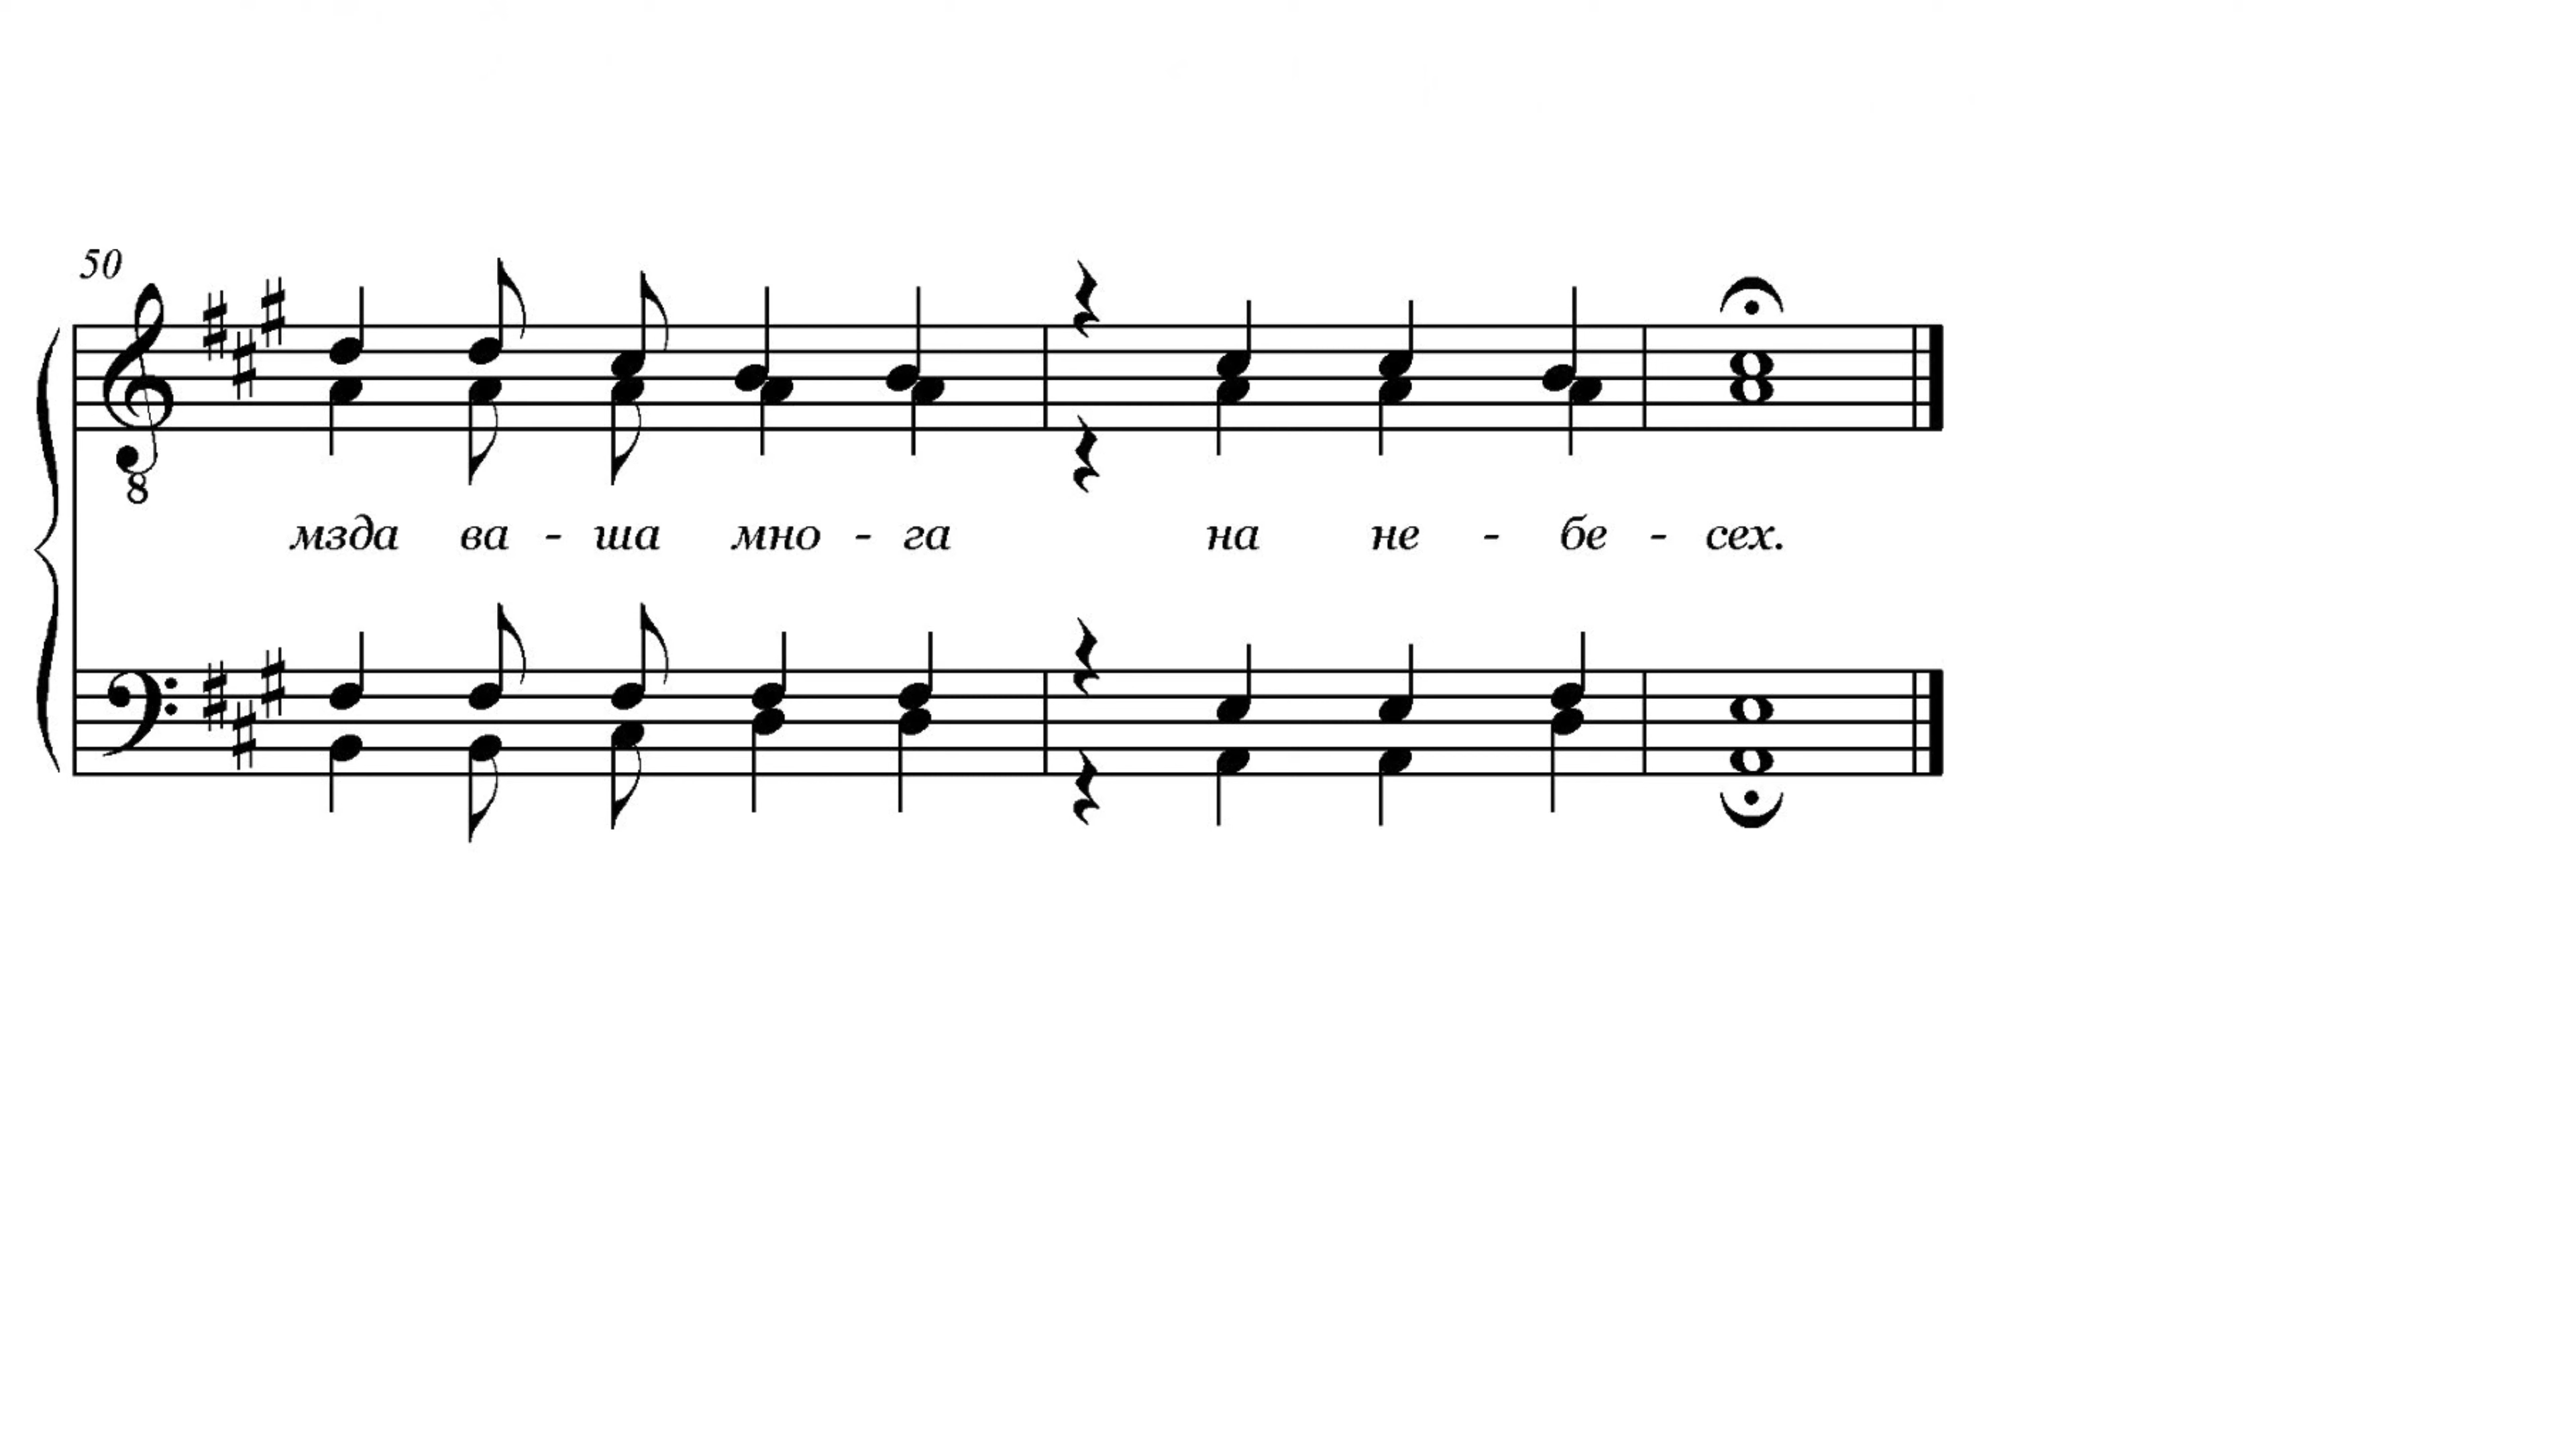 50
8
мзда ва - ша мно - га на не - бе - сех.